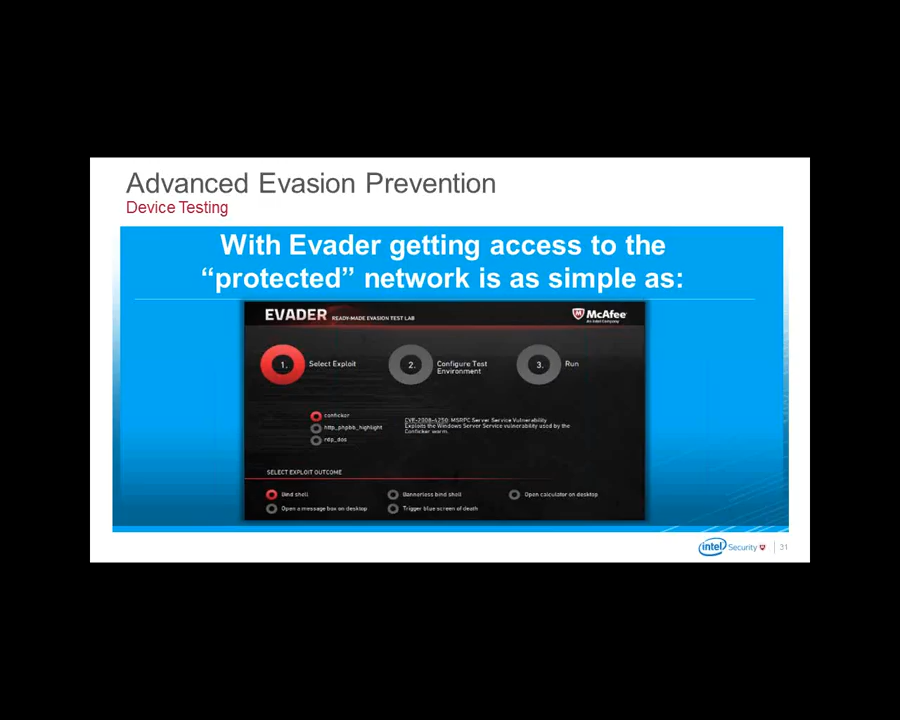 Advanced Evasion Prevention
Device Testing
With Evader getting access to the
“protected” network is as simple as:
EVADER READY-MADE EVASION TEST LAB
McAfee
An Intel Company
1. Select Exploit
2. Configure Test
Environment
3. Run
conficker
http_phpbb_highlight
rdp_dos
CVE-2008-4250: MSRPC Server Service Vulnerability
Exploits the Windows Server Service vulnerability used by the
Conficker worm.
SELECT EXPLOIT OUTCOME
Bind shell
Bannerless bind shell
Open calculator on desktop
Open a message box on desktop
Trigger blue screen of death
intel Security
31